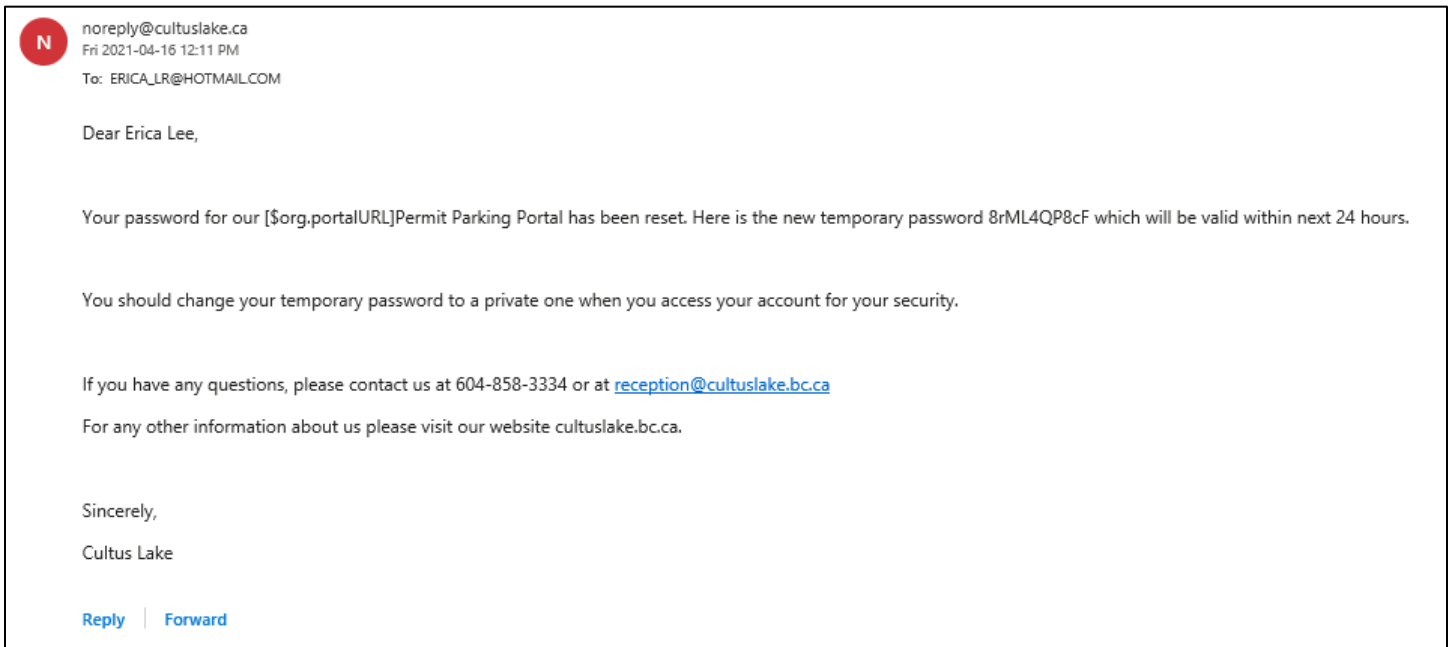 N
noreply@cultuslake.ca
Fri 2021-04-16 12:11 PM
To: ERICA_LR@HOTMAIL.COM
Dear Erica Lee,
Your password for our [$org.portalURL]Permit Parking Portal has been reset. Here is the new temporary password 8rML4QP8cF which will be valid within next 24 hours.
You should change your temporary password to a private one when you access your account for your security.
If you have any questions, please contact us at 604-858-3334 or at reception@cultuslake.bc.ca
For any other information about us please visit our website cultuslake.bc.ca.
Sincerely,
Cultus Lake
Reply | Forward